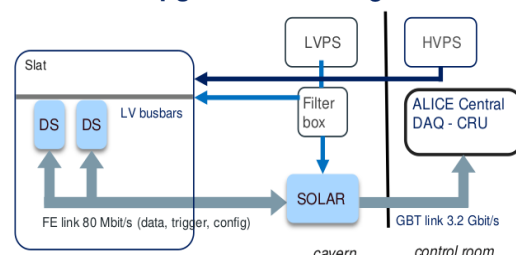 LVPS
HVPS
Slat
LV busbars
Filter
box
ALICE Central
DAQ - CRU
DS
DS
SOLAR
FE link 80 Mbit/s (data, trigger, config)
GBT link 3.2 Gbit/s
cavern
control room